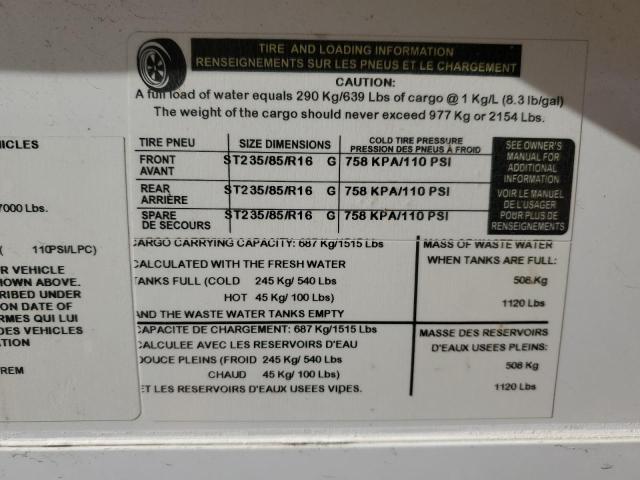 TIRE AND LOADING INFORMATION
RENSEIGNEMENTS SUR LES PNEUS ET LE CHARGEMENT
CAUTION:
A full load of water equals 290 Kg/639 Lbs of cargo @ 1 Kg/L (8.3 lb/gal)
The weight of the cargo should never exceed 977 Kg or 2154 Lbs.
TIRE PNEU SIZE DIMENSIONS COLD TIRE PRESSURE
PRESSION DES PNEUS À FROID
FRONT
AVANT ST235/85/R16 G 758 KPA/110 PSI
REAR
ARRIÈRE ST235/85/R16 G 758 KPA/110 PSI
SPARE
DE SECOURS ST235/85/R16 G 758 KPA/110 PSI
SEE OWNER'S
MANUAL FOR
ADDITIONAL
INFORMATION
VOIR LE MANUEL
DE L'USAGER
POUR PLUS DE
RENSEIGNEMENTS
CARGO CARRYING CAPACITY: 687 Kg/1515 Lbs
CALCULATED WITH THE FRESH WATER
TANKS FULL (COLD 245 Kg/ 540 Lbs
HOT 45 Kg/ 100 Lbs)
AND THE WASTE WATER TANKS EMPTY
MASS OF WASTE WATER
WHEN TANKS ARE FULL:
508 Kg
1120 Lbs
CAPACITE DE CHARGEMENT: 687 Kg/1515 Lbs
CALCULEE AVEC LES RESERVOIRS D'EAU
DOUCE PLEINS (FROID 245 Kg/ 540 Lbs
CHAUD 45 Kg/ 100 Lbs)
ET LES RESERVOIRS D'EAUX USEES VIDES.
MASSE DES RESERVOIRS
D'EAUX USEES PLEINS:
508 Kg
1120 Lbs
HICLES
7000 Lbs.
( 110PSI/LPC)
R VEHICLE
HOWN ABOVE.
RIBED UNDER
ON DATE OF
RMES QUI LUI
DES VEHICLES
ATION
REM